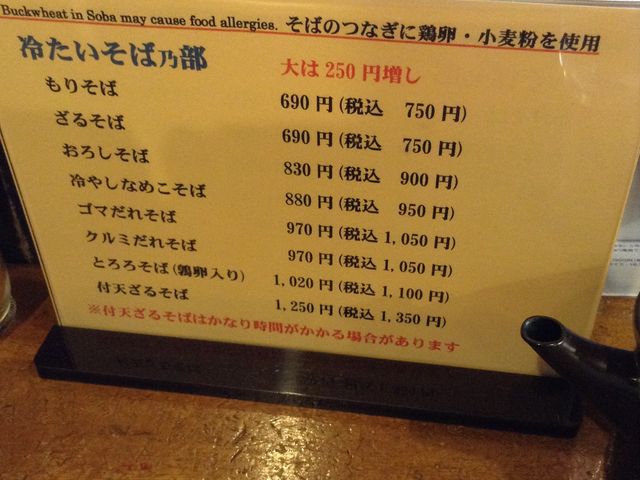 Buckwheat in Soba may cause food allergies. そばのつなぎに鶏卵・小麦粉を使用
冷たいそば乃部 大は250円増し
もりそば 690円(税込 750円)
ざるそば 690円(税込 750円)
おろしそば 830円(税込 900円)
冷やしなめこそば 880円(税込 950円)
ゴマだれそば 970円(税込 1,050円)
クルミだれそば 970円(税込 1,050円)
とろろそば(鶉卵入り) 1,020円(税込 1,100円)
付天ざるそば 1,250円(税込 1,350円)
※付天ざるそばはかなり時間がかかる場合があります